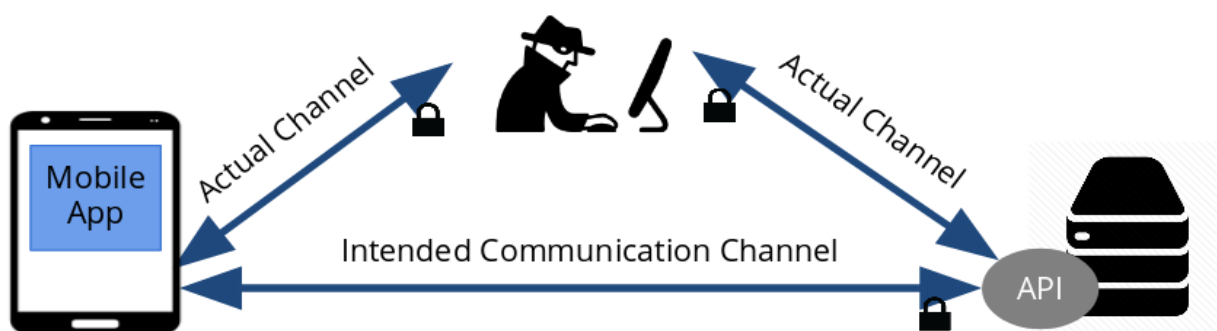 Actual Channel
Actual Channel
Mobile
App
Intended Communication Channel
API